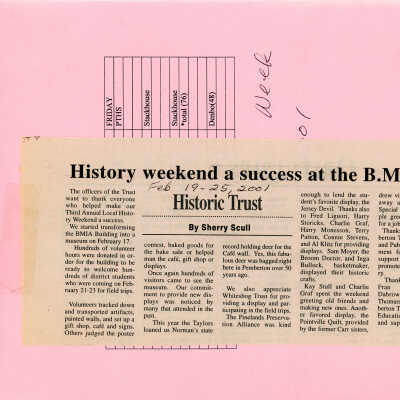 FRIDAY
PTHS
Stackhouse
Stackhouse
*total (76)
Dembo(48)
Week
History weekend a success at the B.M
Feb 19-25, 2001
Historic Trust
By Sherry Scull
The officers of the Trust
want to thank everyone
who helped make our
Third Annual Local Histo-
ry Weekend a success.
We started transforming
the BMIA Building into a
museum on February 17.
Hundreds of volunteer
hours were donated in or-
der for the building to be
ready to welcome hun-
dreds of district students
who were coming on Feb-
ruary 21-23 for field trips.
Volunteers tracked down
and transported artifacts,
painted walls, and set up a
gift shop, café and signs.
Others judged the poster
contest, baked goods for
the bake sale or helped
man the café, gift shop or
displays.
Once again hundreds of
visitors came to see the
museum. Our commit-
ment to provide new dis-
plays was noticed by
many that attended in the
past.
This year the Taylors
loaned us Norman's state
record holding deer for the
Café wall. Yes, this fabu-
lous deer was bagged right
here in Pemberton over 50
years ago.
We also appreciate
Whitesbog Trust for pro-
viding a display and par-
ticipating in the field trips.
The Pinelands Preserva-
tion Alliance was kind
enough to lend the stu-
dent's favorite display, the
Jersey Devil. Thanks also
to Fred Liquori, Harry
Storicks, Charlie Graf,
Harry Monesson, Terry
Patton, Connie Stevens,
and Al Kitts for providing
displays. Sam Moyer, the
Broom Doctor, and Inga
Bullock, basketmaker,
displayed their historic
crafts.
Kay Stull and Charlie
Graf spent the weekend
greeting old friends and
making new ones. Anoth-
er favored display, the
Pointville Quilt, provided
by the former Carr sisters,
drew vi
away a
Special
ple gre
for a jo
Thank
berton
and Pub
ment f
support
promote
event.
Thank
Fran
Dabrow
Thomas
berton T
Educatio
and sup